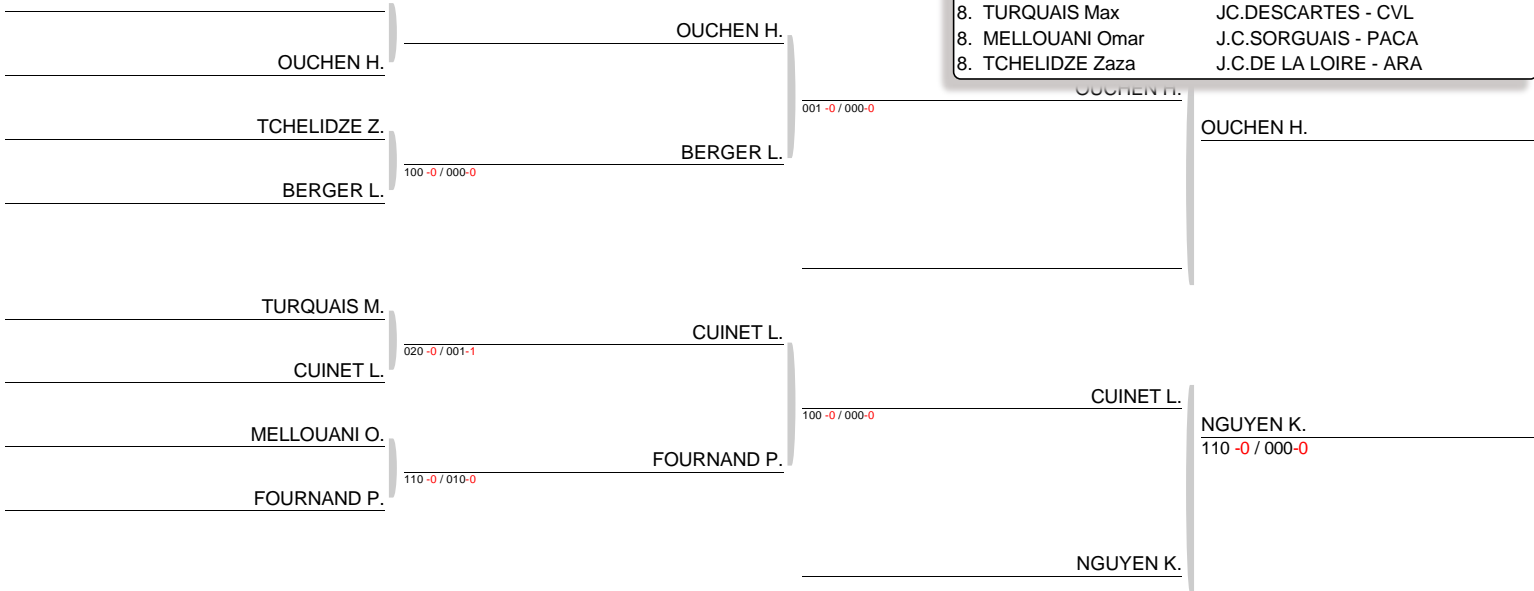 8. TURQUAIS Max JC.DESCARTES - CVL
8. MELLOUANI Omar J.C.SORGUAIS - PACA
8. TCHELIDZE Zaza J.C.DE LA LOIRE - ARA
OUCHEN H.
OUCHEN H.
TCHELIDZE Z.
BERGER L.
100 -0 / 000-0
BERGER L.
OUCHEN H.
001 -0 / 000-0
OUCHEN H.
TURQUAIS M.
CUINET L.
020 -0 / 001-1
CUINET L.
MELLOUANI O.
FOURNAND P.
110 -0 / 010-0
FOURNAND P.
CUINET L.
100 -0 / 000-0
NGUYEN K.
NGUYEN K.
110 -0 / 000-0